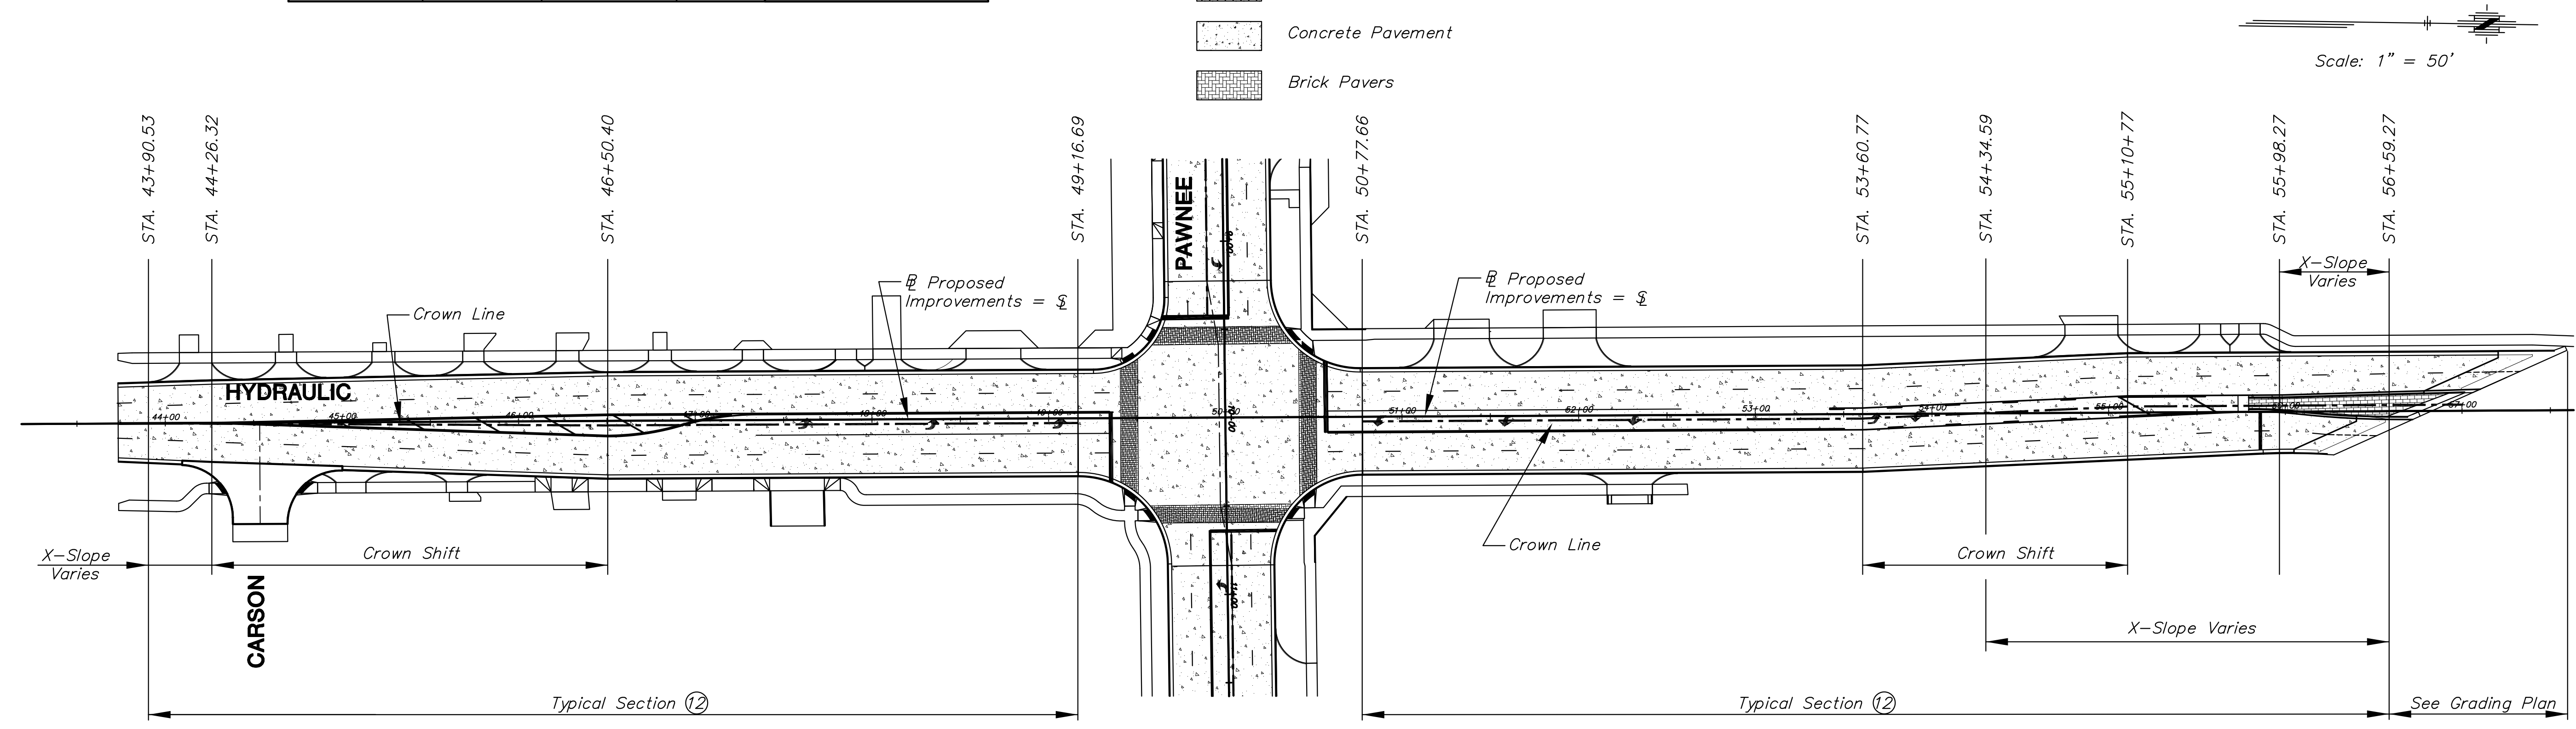 Concrete Pavement
Brick Pavers
Scale: 1" = 50'
STA. 43+90.53
STA. 44+26.32
STA. 46+50.40
STA. 49+16.69
STA. 50+77.66
STA. 53+60.77
STA. 54+34.59
STA. 55+10+77
STA. 55+98.27
STA. 56+59.27
PAWNEE
X-Slope
Varies
Crown Line
Proposed
Improvements =
Proposed
Improvements =
HYDRAULIC
44+00
45+00
46+00
47+00
48+00
49+00
50+00
51+00
52+00
53+00
54+00
55+00
57+00
X-Slope
Varies
Crown Shift
Crown Line
Crown Shift
CARSON
11+00
X-Slope Varies
Typical Section 12
Typical Section 12
See Grading Plan